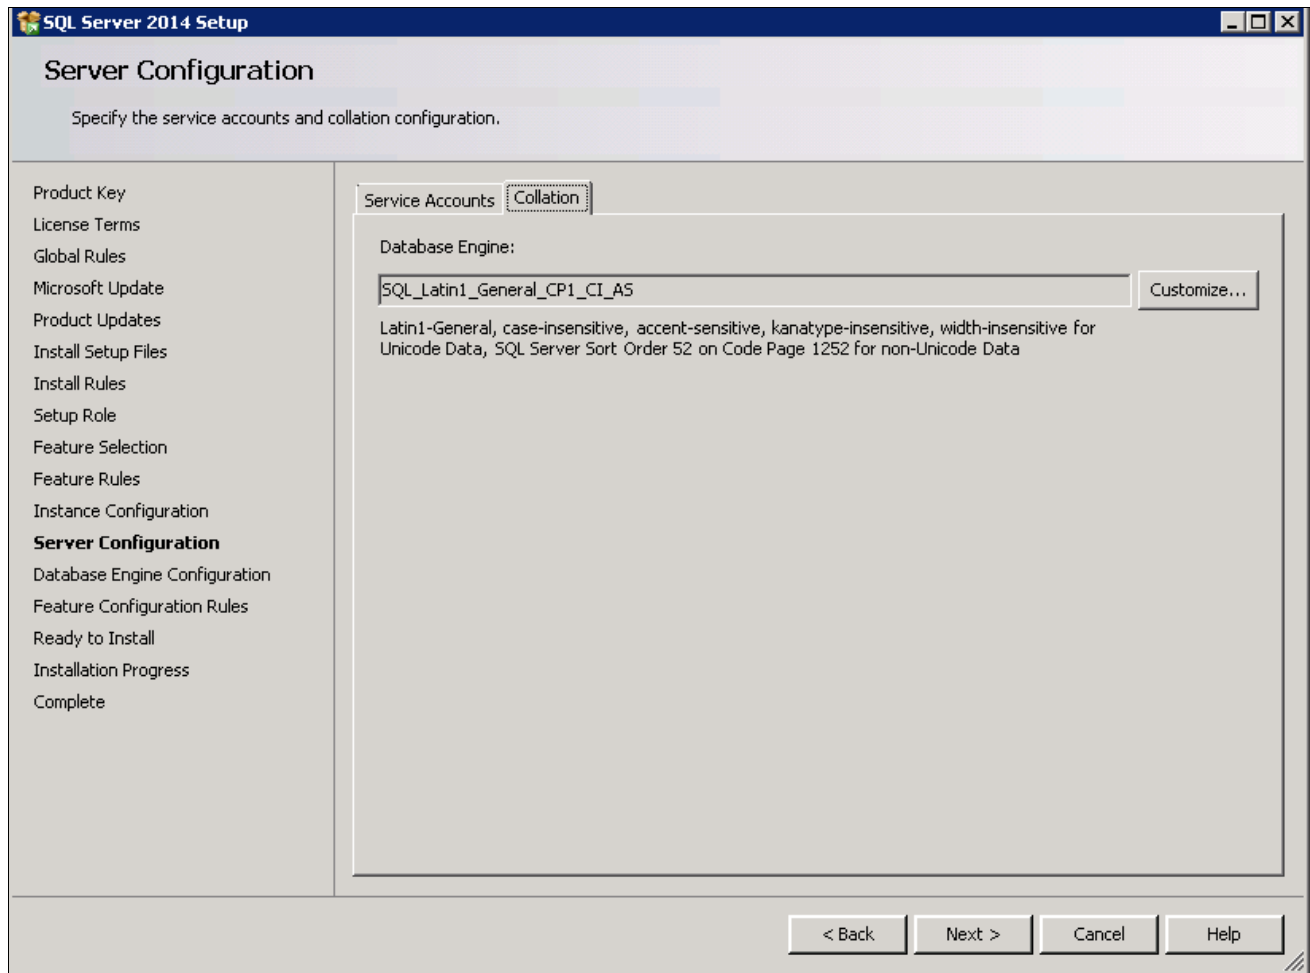 SQL Server 2014 Setup
Server Configuration
Specify the service accounts and collation configuration.
Product Key
License Terms
Global Rules
Microsoft Update
Product Updates
Install Setup Files
Install Rules
Setup Role
Feature Selection
Feature Rules
Instance Configuration
Server Configuration
Database Engine Configuration
Feature Configuration Rules
Ready to Install
Installation Progress
Complete
Service Accounts
Collation
Database Engine:
SQL_Latin1_General_CP1_CI_AS
Customize...
Latin1-General, case-insensitive, accent-sensitive, kanatype-insensitive, width-insensitive for
Unicode Data, SQL Server Sort Order 52 on Code Page 1252 for non-Unicode Data
< Back
Next >
Cancel
Help